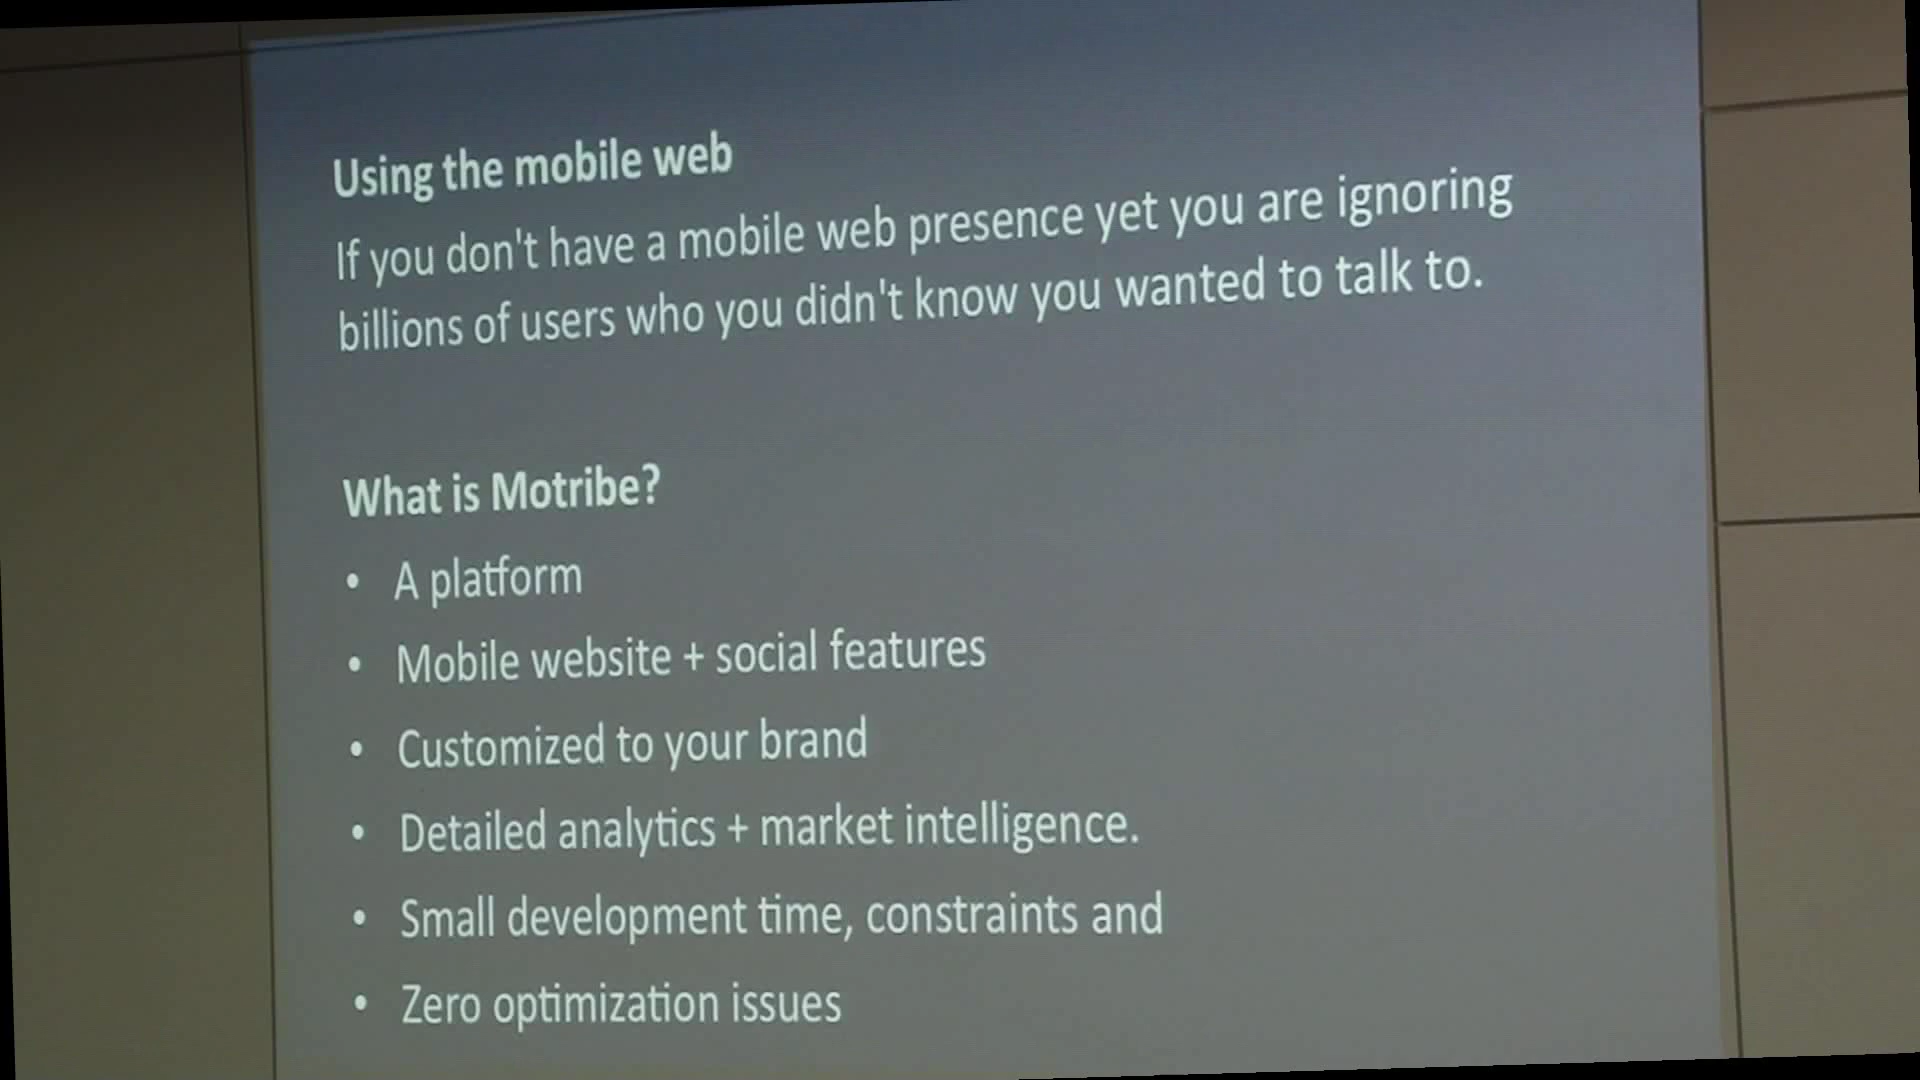 Using the mobile web
If you don't have a mobile web presence yet you are ignoring
billions of users who you didn't know you wanted to talk to.
What is Motribe?
• A platform
• Mobile website + social features
• Customized to your brand
• Detailed analytics + market intelligence.
• Small development time, constraints and
• Zero optimization issues